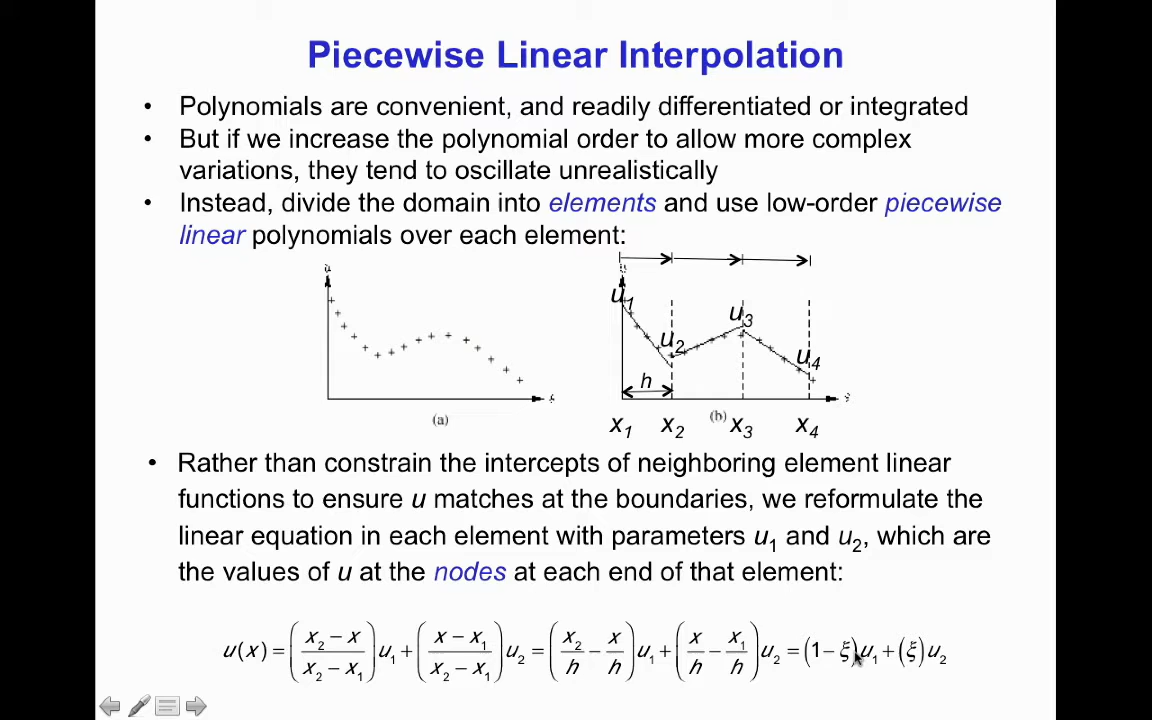 Piecewise Linear Interpolation
• Polynomials are convenient, and readily differentiated or integrated
• But if we increase the polynomial order to allow more complex
variations, they tend to oscillate unrealistically
• Instead, divide the domain into elements and use low-order piecewise
linear polynomials over each element:
u₁
u₂
u₃
u₄
h
(a)
(b)
x₁ x₂ x₃ x₄
• Rather than constrain the intercepts of neighboring element linear
functions to ensure u matches at the boundaries, we reformulate the
linear equation in each element with parameters u₁ and u₂, which are
the values of u at the nodes at each end of that element:
u(x) = ((x₂ − x)/(x₂ − x₁))u₁ + ((x − x₁)/(x₂ − x₁))u₂ = (x₂/h − x/h)u₁ + (x/h − x₁/h)u₂ = (1 − ξ)u₁ + (ξ)u₂